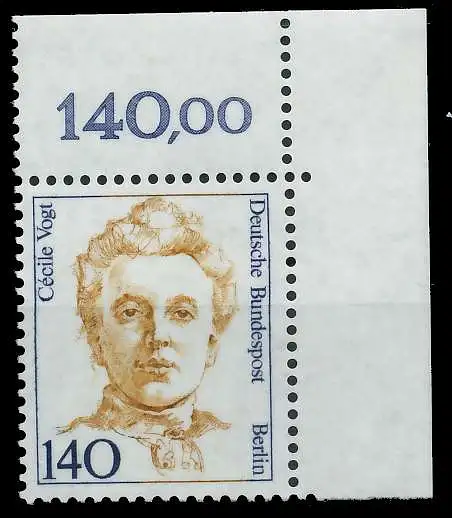 140,00
Cécile Vogt
Deutsche Bundespost Berlin
140